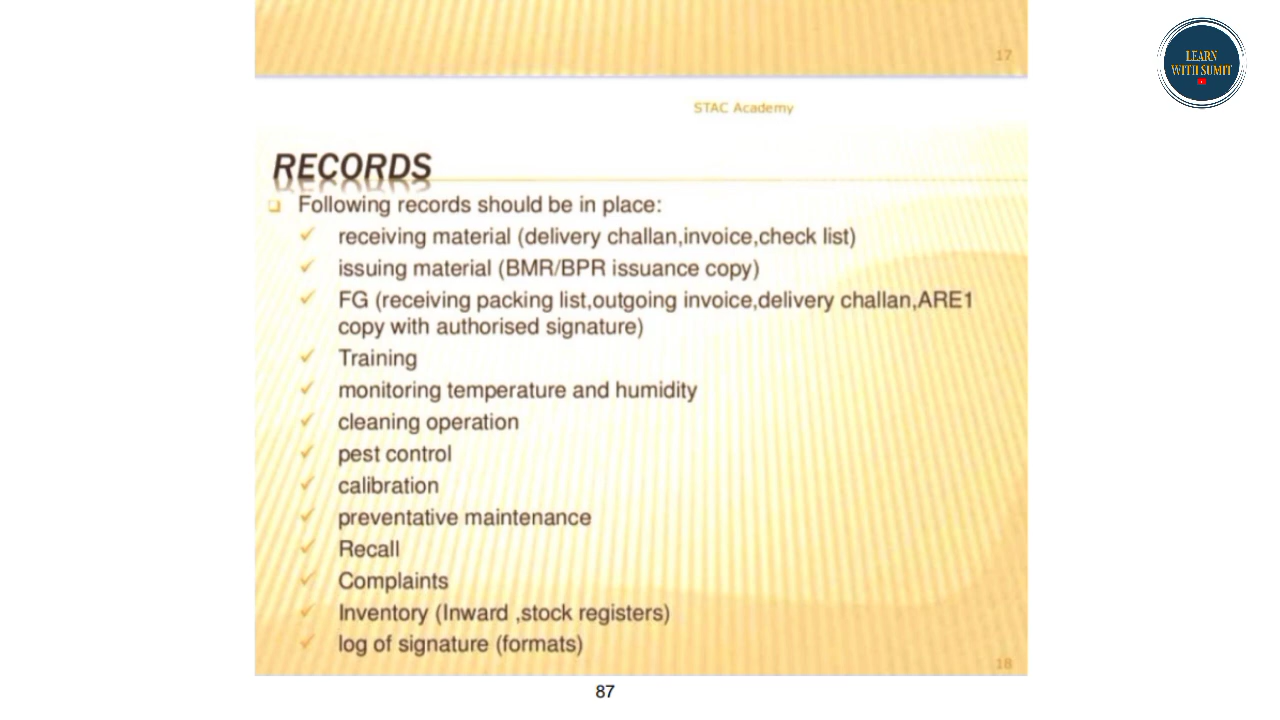 17
LEARN
WITH SUMIT
STAC Academy
RECORDS
Following records should be in place:
receiving material (delivery challan,invoice,check list)
issuing material (BMR/BPR issuance copy)
FG (receiving packing list,outgoing invoice,delivery challan,ARE1
copy with authorised signature)
Training
monitoring temperature and humidity
cleaning operation
pest control
calibration
preventative maintenance
Recall
Complaints
Inventory (Inward ,stock registers)
log of signature (formats)
18
87